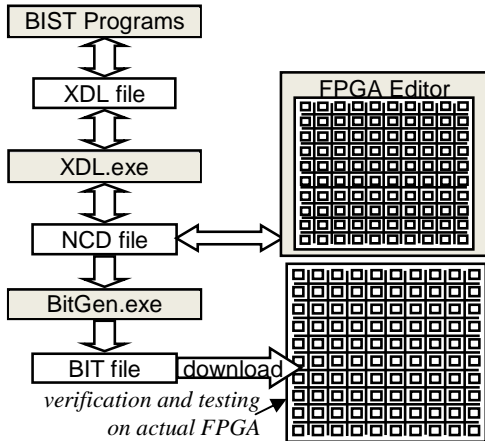 BIST Programs
XDL file
FPGA Editor
XDL.exe
NCD file
BitGen.exe
BIT file
download
verification and testing
on actual FPGA